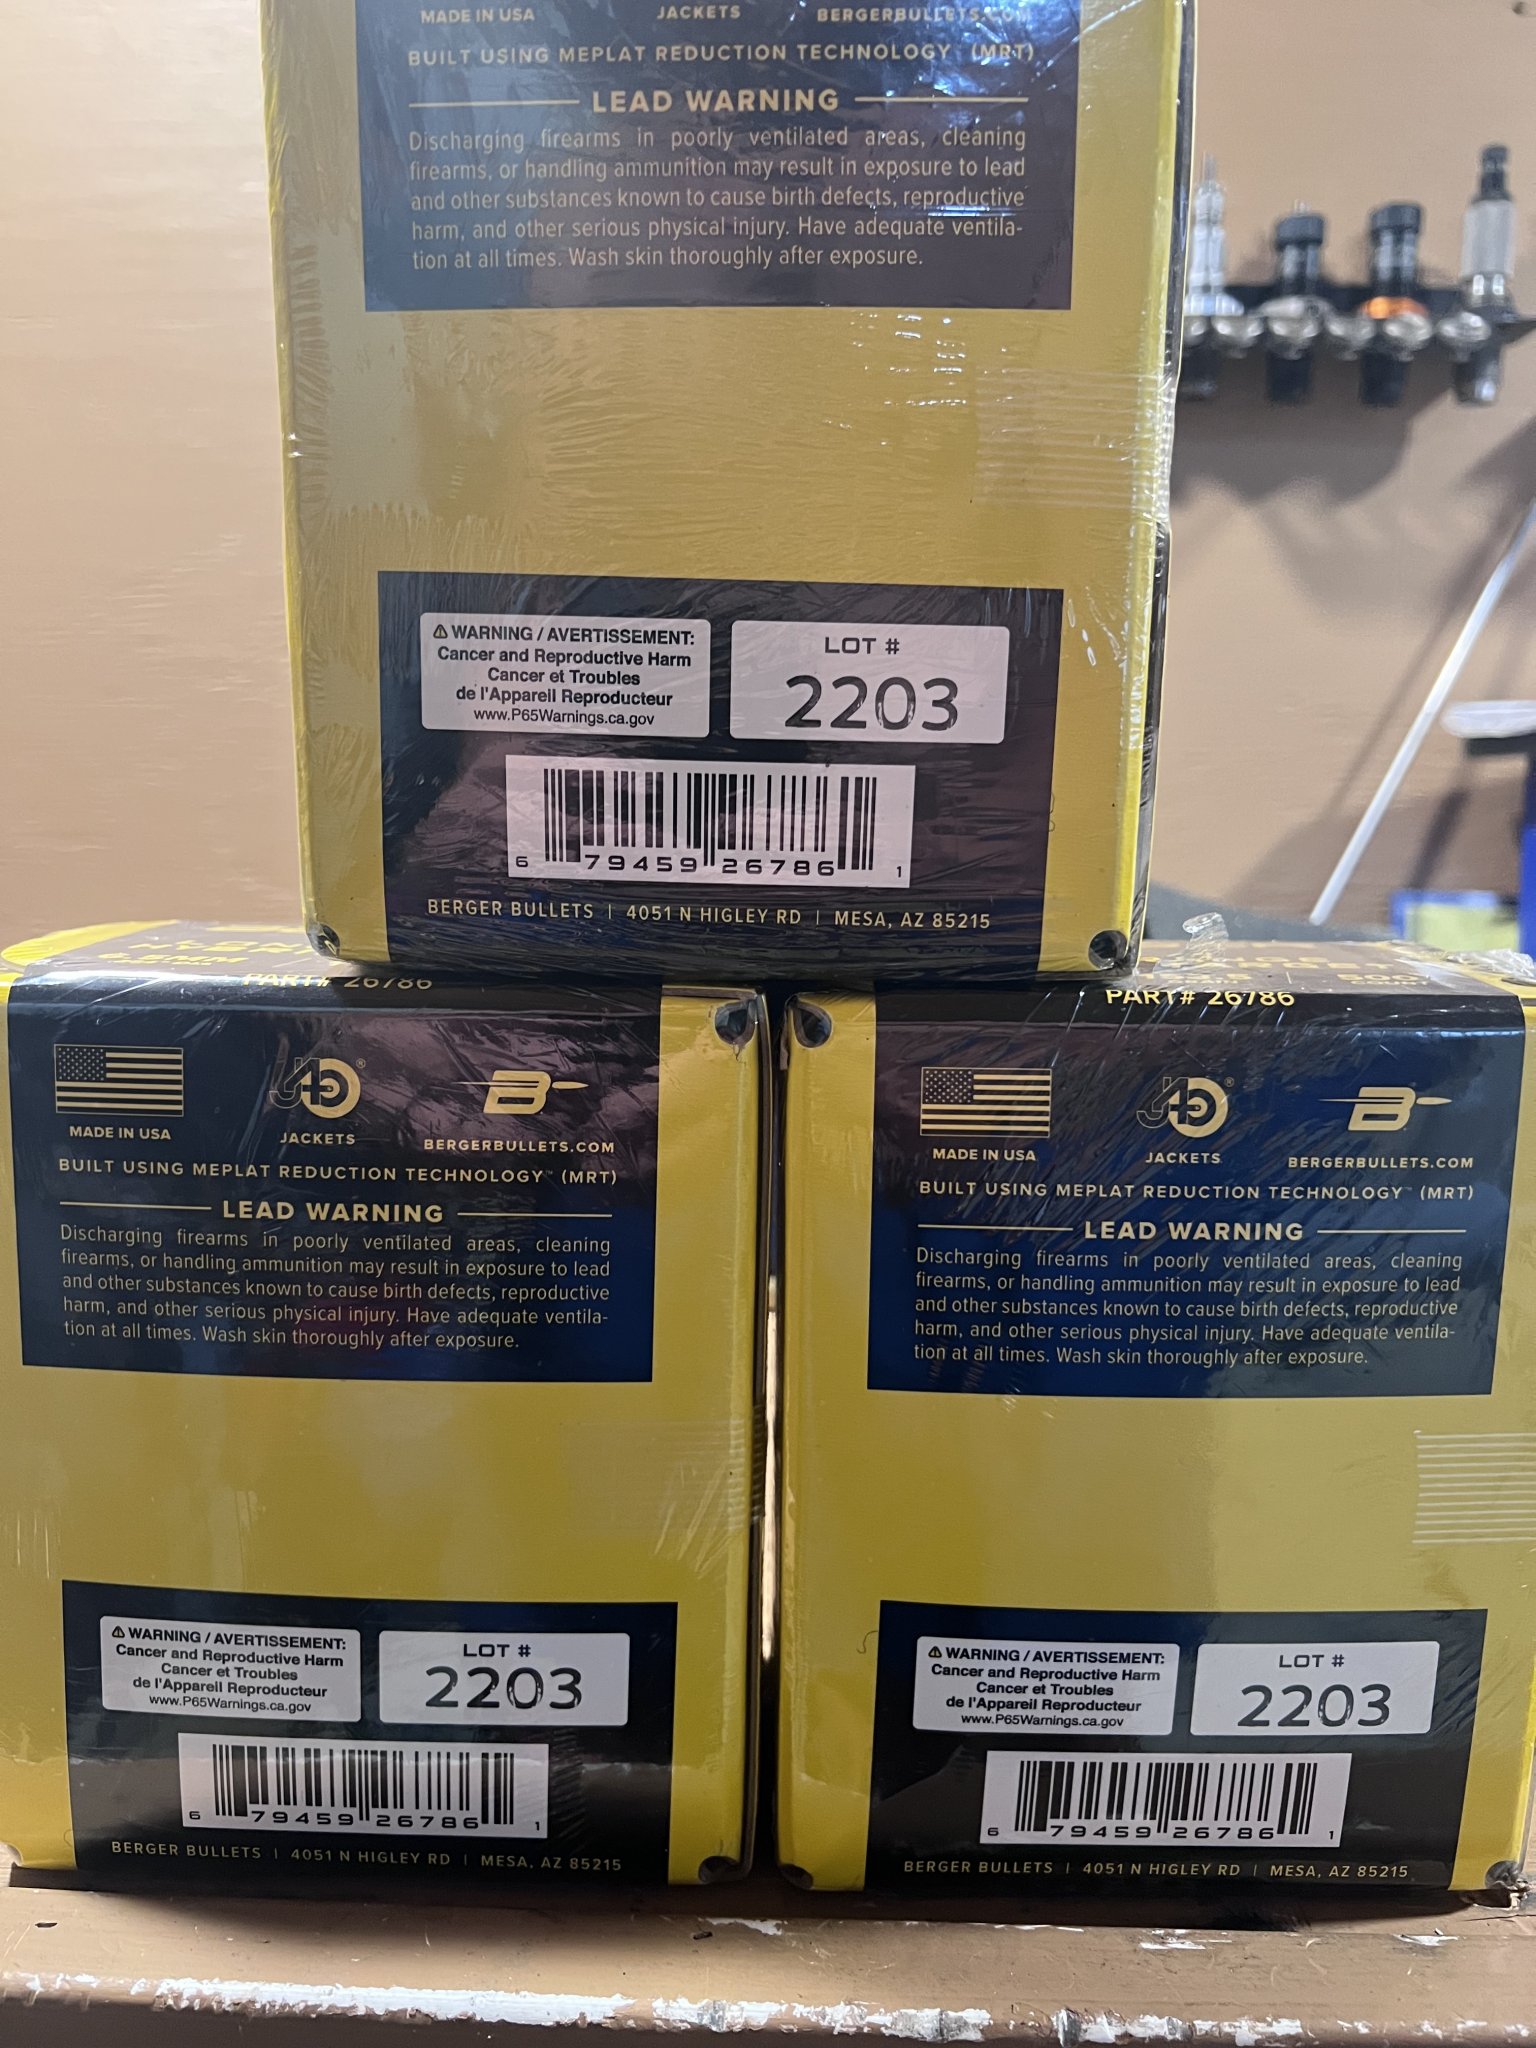 MADE IN USA
JACKETS
BERGERBULLETS.COM
BUILT USING MEPLAT REDUCTION TECHNOLOGY (MRT)
LEAD WARNING
Discharging firearms in poorly ventilated areas, cleaning
firearms, or handling ammunition may result in exposure to lead
and other substances known to cause birth defects, reproductive
harm, and other serious physical injury. Have adequate ventila-
tion at all times. Wash skin thoroughly after exposure.
⚠ WARNING / AVERTISSEMENT:
Cancer and Reproductive Harm
Cancer et Troubles
de l'Appareil Reproducteur
www.P65Warnings.ca.gov
LOT #
2203
6 79459 26786 1
BERGER BULLETS | 4051 N HIGLEY RD | MESA, AZ 85215
6.5MM
PART# 26786
MADE IN USA
J4 ®
JACKETS
B
BERGERBULLETS.COM
BUILT USING MEPLAT REDUCTION TECHNOLOGY™ (MRT)
LEAD WARNING
Discharging firearms in poorly ventilated areas, cleaning
firearms, or handling ammunition may result in exposure to lead
and other substances known to cause birth defects, reproductive
harm, and other serious physical injury. Have adequate ventila-
tion at all times. Wash skin thoroughly after exposure.
⚠ WARNING / AVERTISSEMENT:
Cancer and Reproductive Harm
Cancer et Troubles
de l'Appareil Reproducteur
www.P65Warnings.ca.gov
LOT #
2203
6 79459 26786 1
BERGER BULLETS | 4051 N HIGLEY RD | MESA, AZ 85215
500
COUNT
PART# 26786
MADE IN USA
J4 ®
JACKETS
B
BERGERBULLETS.COM
BUILT USING MEPLAT REDUCTION TECHNOLOGY™ (MRT)
LEAD WARNING
Discharging firearms in poorly ventilated areas, cleaning
firearms, or handling ammunition may result in exposure to lead
and other substances known to cause birth defects, reproductive
harm, and other serious physical injury. Have adequate ventila-
tion at all times. Wash skin thoroughly after exposure.
⚠ WARNING / AVERTISSEMENT:
Cancer and Reproductive Harm
Cancer et Troubles
de l'Appareil Reproducteur
www.P65Warnings.ca.gov
LOT #
2203
6 79459 26786 1
BERGER BULLETS | 4051 N HIGLEY RD | MESA, AZ 85215